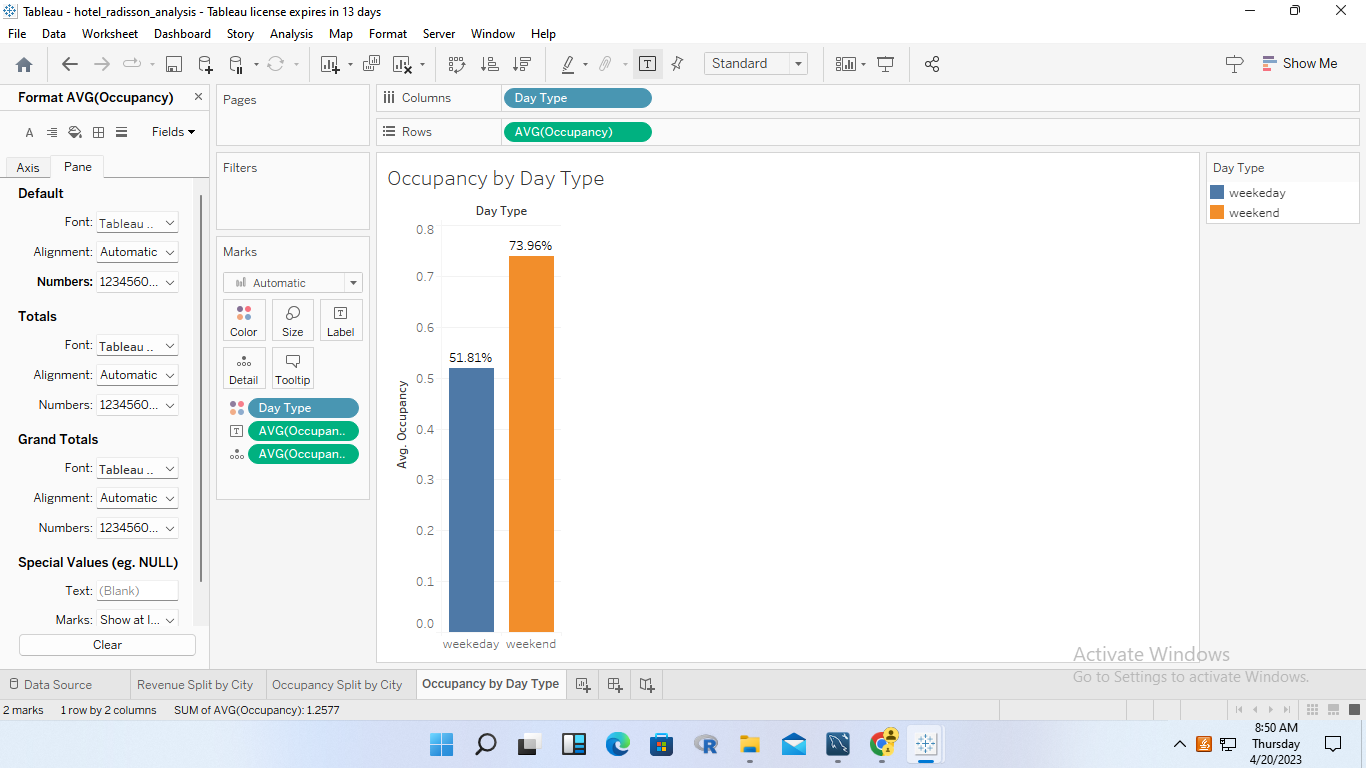 Tableau - hotel_radisson_analysis - Tableau license expires in 13 days
File Data Worksheet Dashboard Story Analysis Map Format Server Window Help
Standard
Show Me
Format AVG(Occupancy)
Fields
Axis Pane
Default
Font: Tableau ..
Alignment: Automatic
Numbers: 1234560...
Totals
Font: Tableau ..
Alignment: Automatic
Numbers: 1234560...
Grand Totals
Font: Tableau ..
Alignment: Automatic
Numbers: 1234560...
Special Values (eg. NULL)
Text: (Blank)
Marks: Show at I...
Clear
Pages
Filters
Marks
Automatic
Color Size Label
Detail Tooltip
Day Type
AVG(Occupan..
AVG(Occupan..
Columns Day Type
Rows AVG(Occupancy)
Occupancy by Day Type
Day Type
0.8
0.7
0.6
0.5
0.4
0.3
0.2
0.1
0.0
Avg. Occupancy
51.81%
73.96%
weekeday weekend
Day Type
weekeday
weekend
Activate Windows
Go to Settings to activate Windows.
Data Source Revenue Split by City Occupancy Split by City Occupancy by Day Type
2 marks 1 row by 2 columns SUM of AVG(Occupancy): 1.2577
8:50 AM
Thursday
4/20/2023